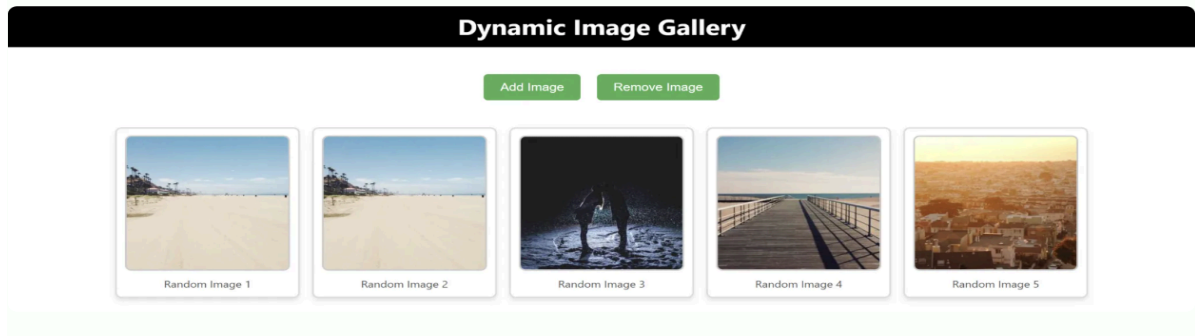 Dynamic Image Gallery
Add Image Remove Image
Random Image 1 Random Image 2 Random Image 3 Random Image 4 Random Image 5